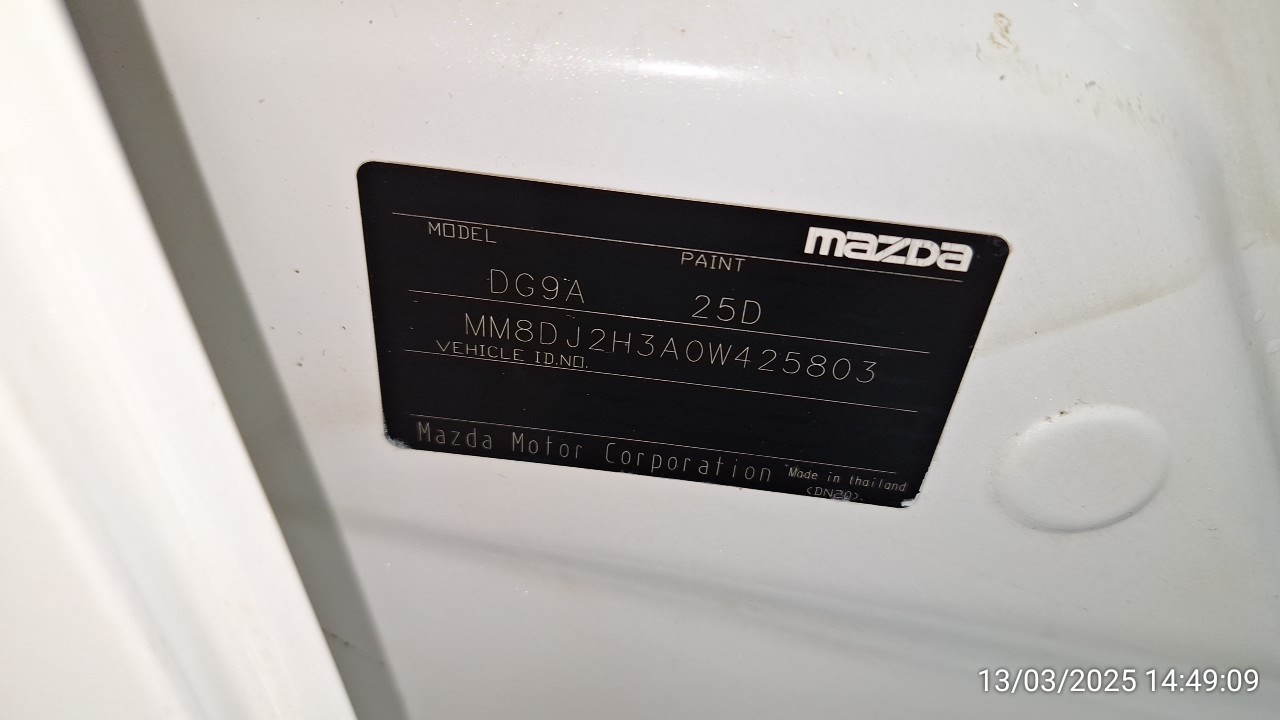 mazda
MODEL PAINT
DG9A 25D
MM8DJ2H3A0W425803
VEHICLE ID.NO.
Mazda Motor Corporation Made in thailand
<DN20>.
13/03/2025 14:49:09